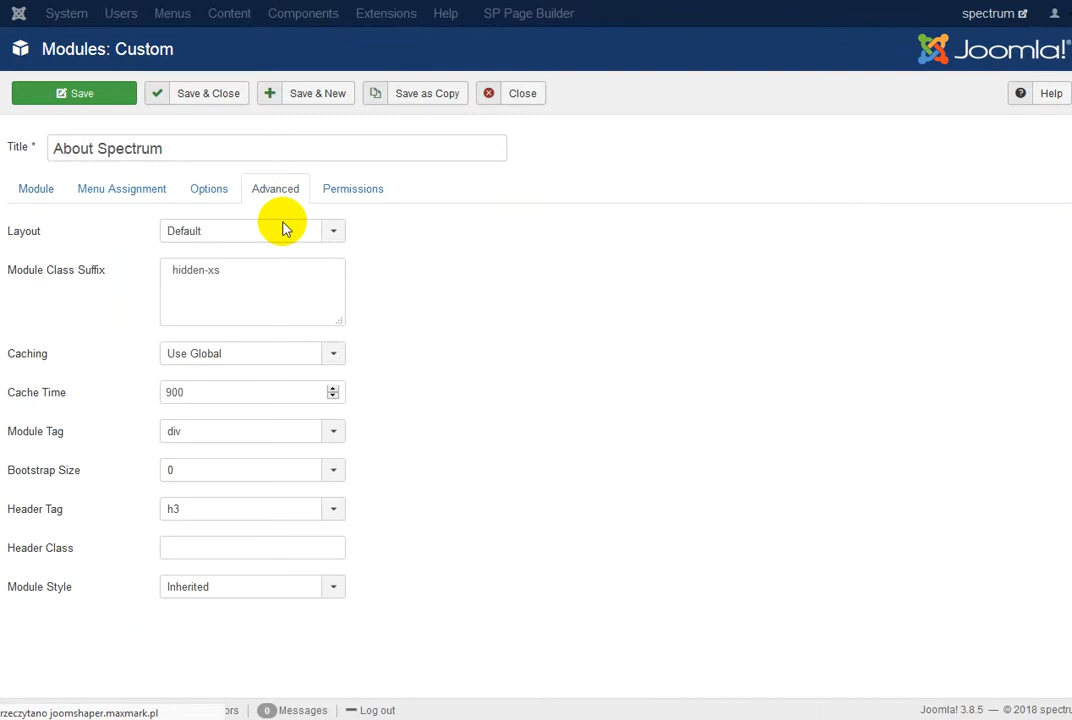 System Users Menus Content Components Extensions Help SP Page Builder spectrum
Modules: Custom Joomla!®
Save Save & Close Save & New Save as Copy Close Help
Title * About Spectrum
Module Menu Assignment Options Advanced Permissions
Layout Default
Module Class Suffix hidden-xs
Caching Use Global
Cache Time 900
Module Tag div
Bootstrap Size 0
Header Tag h3
Header Class
Module Style Inherited
rzeczytano joomshaper.maxmark.pl ors 0 Messages Log out Joomla! 3.8.5 — © 2018 spectru